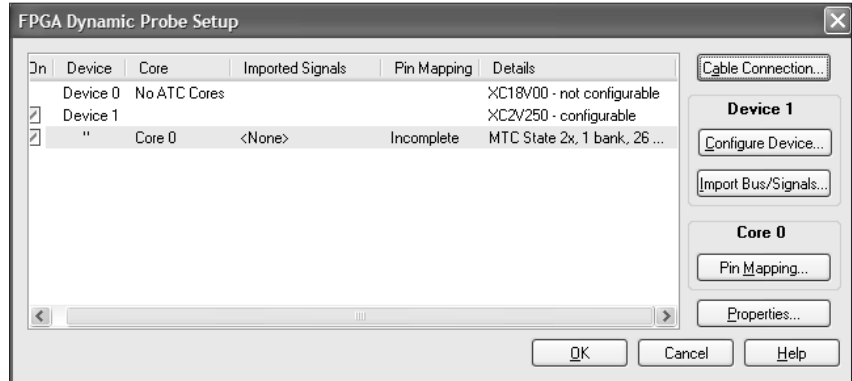 FPGA Dynamic Probe Setup
On Device Core Imported Signals Pin Mapping Details
Device 0 No ATC Cores XC18V00 - not configurable
Device 1 XC2V250 - configurable
" Core 0 <None> Incomplete MTC State 2x, 1 bank, 26 ...
Cable Connection...
Device 1
Configure Device...
Import Bus/Signals...
Core 0
Pin Mapping...
Properties...
OK Cancel Help